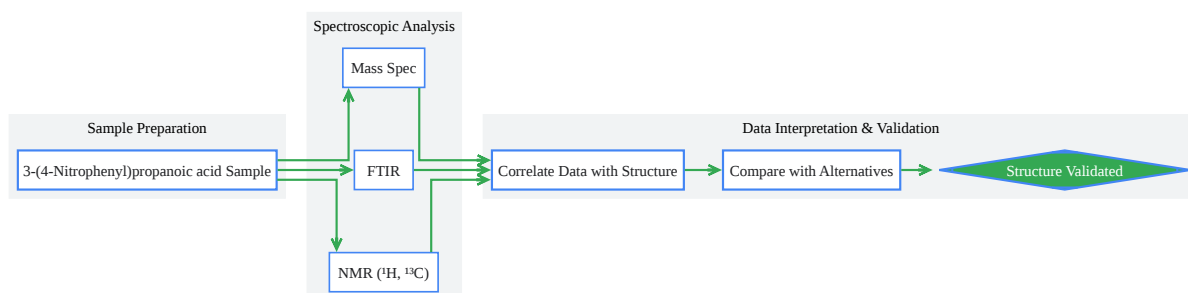 Spectroscopic Analysis
Mass Spec
Sample Preparation
Data Interpretation & Validation
3-(4-Nitrophenyl)propanoic acid Sample
FTIR
Correlate Data with Structure
Compare with Alternatives
Structure Validated
NMR (¹H, ¹³C)